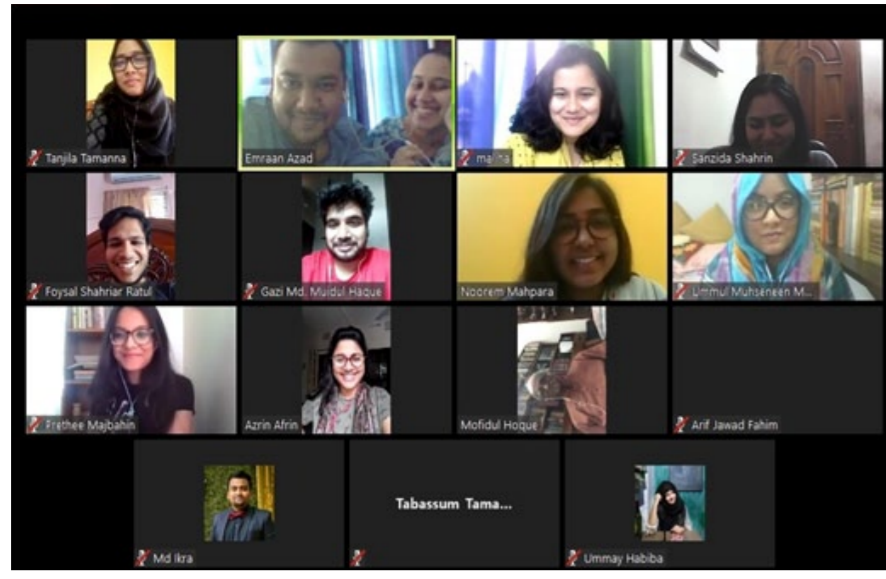 Tanjila Tamanna
Emraan Azad
Sanzida Shahrin
Foysal Shahriar Ratul
Gazi Md. Muidul Haque
Noorem Mahpara
Ummul Muhseneen M...
Prethee Majbahin
Azrin Afrin
Mofidul Hoque
Arif Jawad Fahim
Md Ikra
Tabassum Tama...
Ummay Habiba